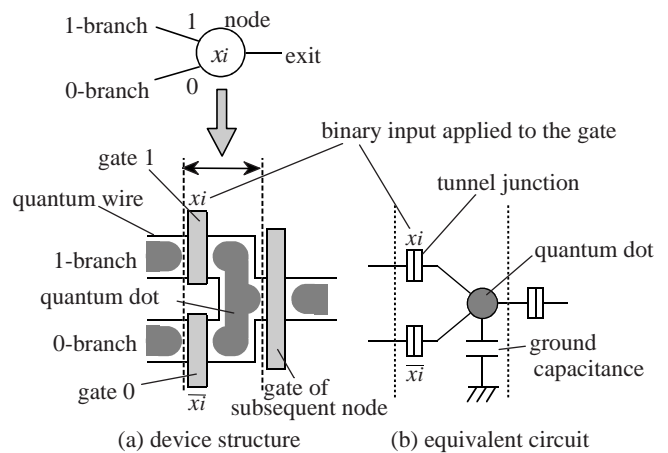 1-branch
1
node
xi
exit
0
0-branch
binary input applied to the gate
gate 1
tunnel junction
xi
quantum wire
xi
quantum dot
1-branch
quantum dot
0-branch
ground
capacitance
gate 0
x̅i̅
gate of
subsequent node
x̅i̅
(a) device structure
(b) equivalent circuit